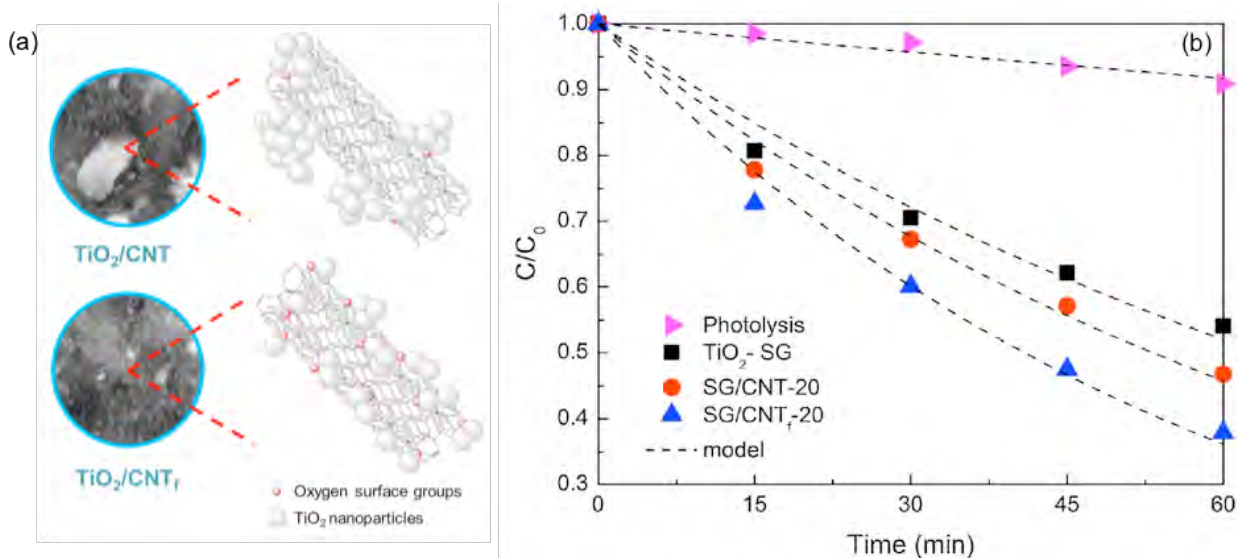 (a)
TiO2/CNT
TiO2/CNTf
Oxygen surface groups
TiO2 nanoparticles
(b)
C/C0
1.0
0.9
0.8
0.7
0.6
0.5
0.4
0.3
Photolysis
TiO2- SG
SG/CNT-20
SG/CNTf-20
model
0
15
30
45
60
Time (min)